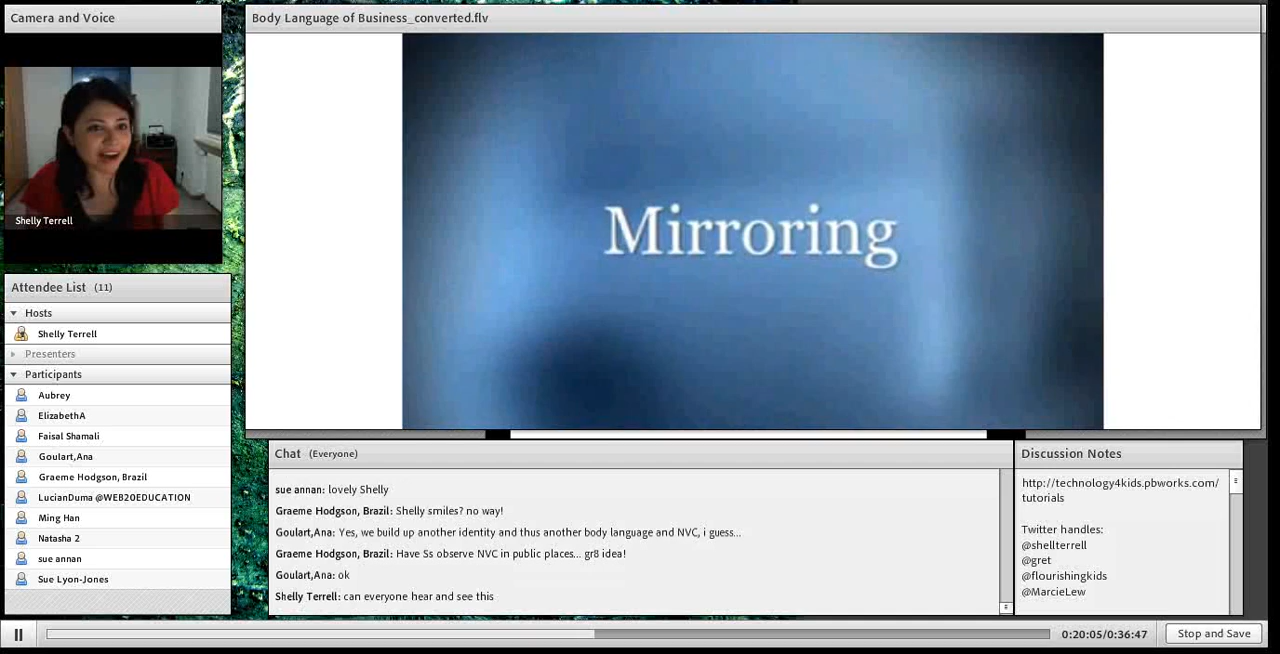 Camera and Voice
Shelly Terrell
Attendee List (11)
Hosts
Shelly Terrell
Presenters
Participants
Aubrey
ElizabethA
Faisal Shamali
Goulart,Ana
Graeme Hodgson, Brazil
LucianDuma @WEB20EDUCATION
Ming Han
Natasha 2
sue annan
Sue Lyon-Jones
Body Language of Business_converted.flv
Mirroring
Chat (Everyone)
sue annan: lovely Shelly
Graeme Hodgson, Brazil: Shelly smiles? no way!
Goulart,Ana: Yes, we build up another identity and thus another body language and NVC, i guess...
Graeme Hodgson, Brazil: Have Ss observe NVC in public places... gr8 idea!
Goulart,Ana: ok
Shelly Terrell: can everyone hear and see this
Discussion Notes
http://technology4kids.pbworks.com/
tutorials
Twitter handles:
@shellterrell
@gret
@flourishingkids
@MarcieLew
0:20:05/0:36:47
Stop and Save